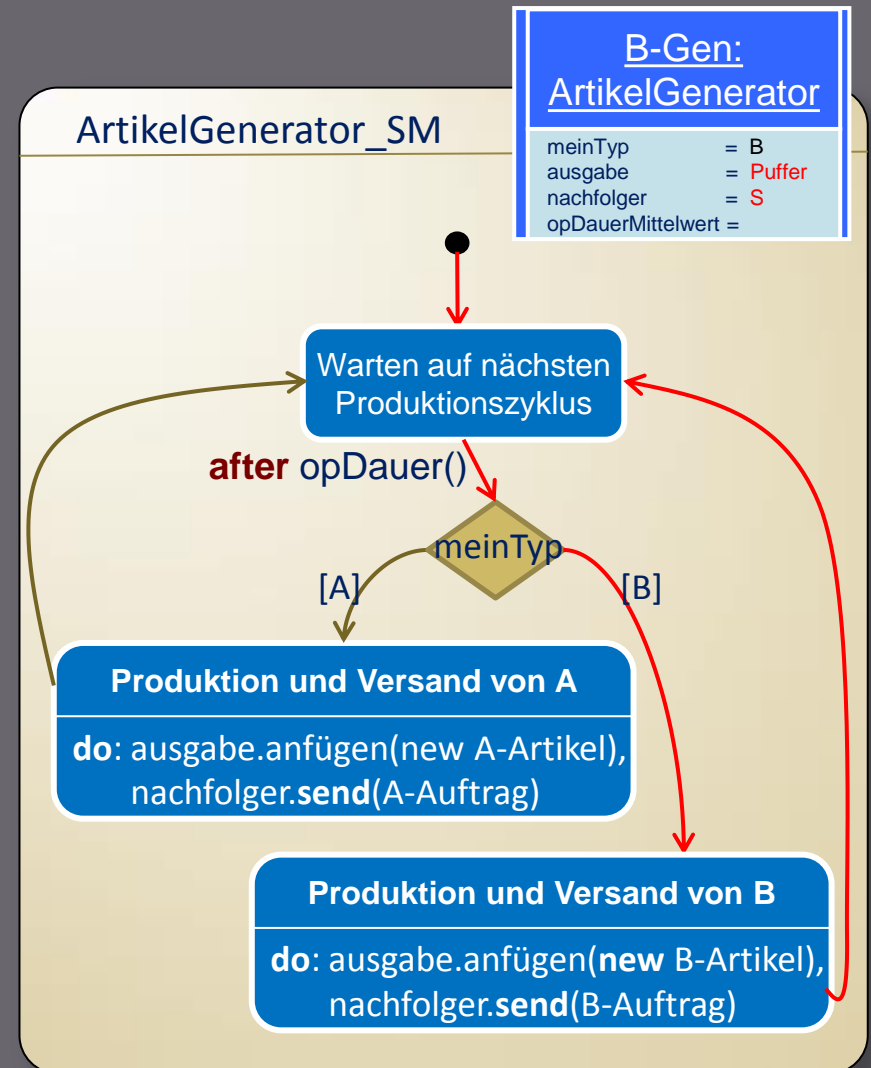 B-Gen:
ArtikelGenerator
meinTyp = B
ausgabe = Puffer
nachfolger = S
opDauerMittelwert =
ArtikelGenerator_SM
Warten auf nächsten
Produktionszyklus
after opDauer()
meinTyp
[A]
[B]
Produktion und Versand von A
do: ausgabe.anfügen(new A-Artikel),
nachfolger.send(A-Auftrag)
Produktion und Versand von B
do: ausgabe.anfügen(new B-Artikel),
nachfolger.send(B-Auftrag)